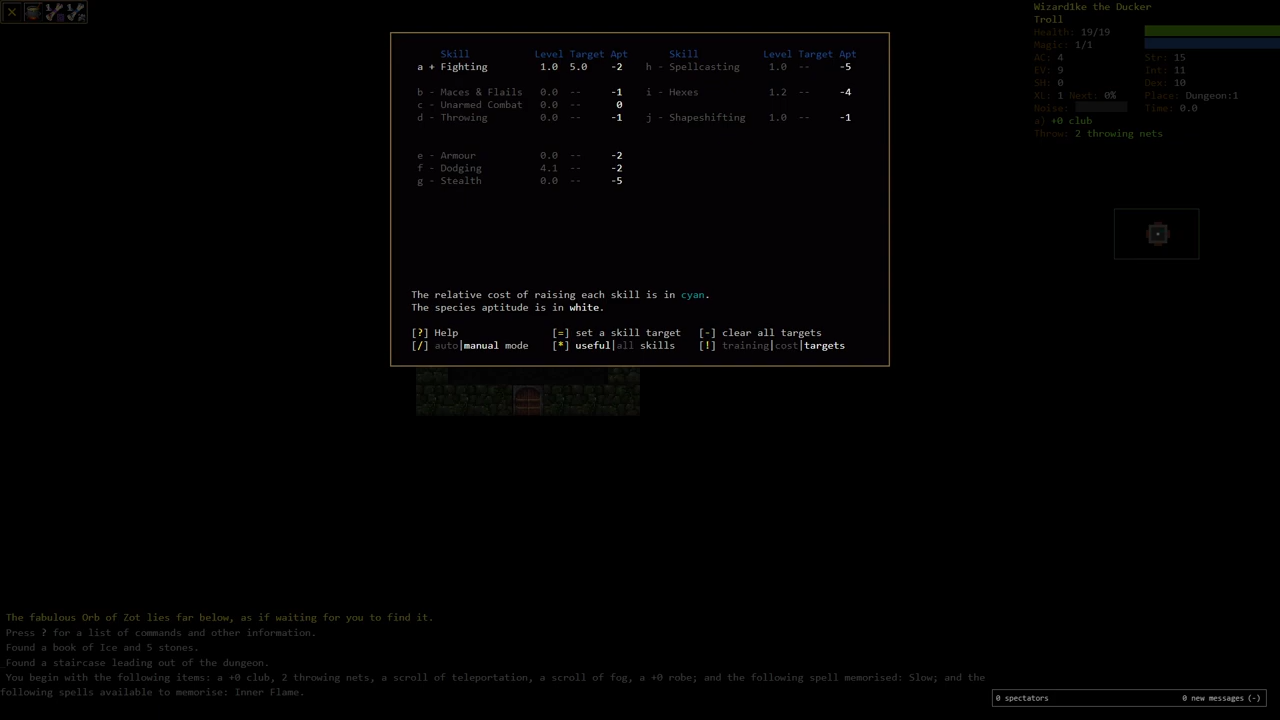 Wizard1ke the Ducker
Troll
Health: 19/19
Magic: 1/1
AC: 4 Str: 15
EV: 9 Int: 11
SH: 0 Dex: 10
XL: 1 Next: 0% Place: Dungeon:1
Noise: Time: 0.0
a) +0 club
Throw: 2 throwing nets
Skill Level Target Apt Skill Level Target Apt
a + Fighting 1.0 5.0 -2 h - Spellcasting 1.0 -- -5
b - Maces & Flails 0.0 -- -1 i - Hexes 1.2 -- -4
c - Unarmed Combat 0.0 -- 0
d - Throwing 0.0 -- -1 j - Shapeshifting 1.0 -- -1
e - Armour 0.0 -- -2
f - Dodging 4.1 -- -2
g - Stealth 0.0 -- -5
The relative cost of raising each skill is in cyan.
The species aptitude is in white.
[?] Help [=] set a skill target [-] clear all targets
[/] auto|manual mode [*] useful|all skills [!] training|cost|targets
The fabulous Orb of Zot lies far below, as if waiting for you to find it.
Press ? for a list of commands and other information.
Found a book of Ice and 5 stones.
_Found a staircase leading out of the dungeon.
You begin with the following items: a +0 club, 2 throwing nets, a scroll of teleportation, a scroll of fog, a +0 robe; and the following spell memorised: Slow; and the
following spells available to memorise: Inner Flame.
0 spectators 0 new messages (-)